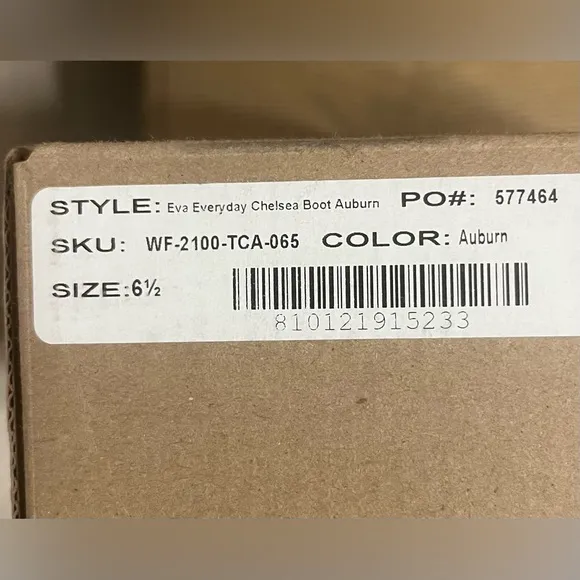 STYLE: Eva Everyday Chelsea Boot Auburn PO#: 577464
SKU: WF-2100-TCA-065 COLOR: Auburn
SIZE: 6½
810121915233